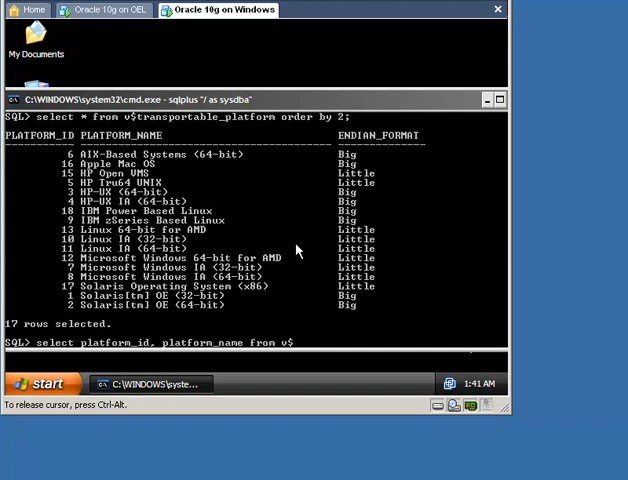 Home Oracle 10g on OEL Oracle 10g on Windows
My Documents
C:\WINDOWS\system32\cmd.exe - sqlplus "/ as sysdba"
SQL> select * from v$transportable_platform order by 2;
PLATFORM_ID PLATFORM_NAME ENDIAN_FORMAT
----------- ---------------------------------------- --------------
6 AIX-Based Systems (64-bit) Big
16 Apple Mac OS Big
15 HP Open VMS Little
5 HP Tru64 UNIX Little
3 HP-UX (64-bit) Big
4 HP-UX IA (64-bit) Big
18 IBM Power Based Linux Big
9 IBM zSeries Based Linux Big
13 Linux 64-bit for AMD Little
10 Linux IA (32-bit) Little
11 Linux IA (64-bit) Little
12 Microsoft Windows 64-bit for AMD Little
7 Microsoft Windows IA (32-bit) Little
8 Microsoft Windows IA (64-bit) Little
17 Solaris Operating System (x86) Little
1 Solaris[tm] OE (32-bit) Big
2 Solaris[tm] OE (64-bit) Big
17 rows selected.
SQL> select platform_id, platform_name from v$
start C:\WINDOWS\syste... 1:41 AM
To release cursor, press Ctrl-Alt.